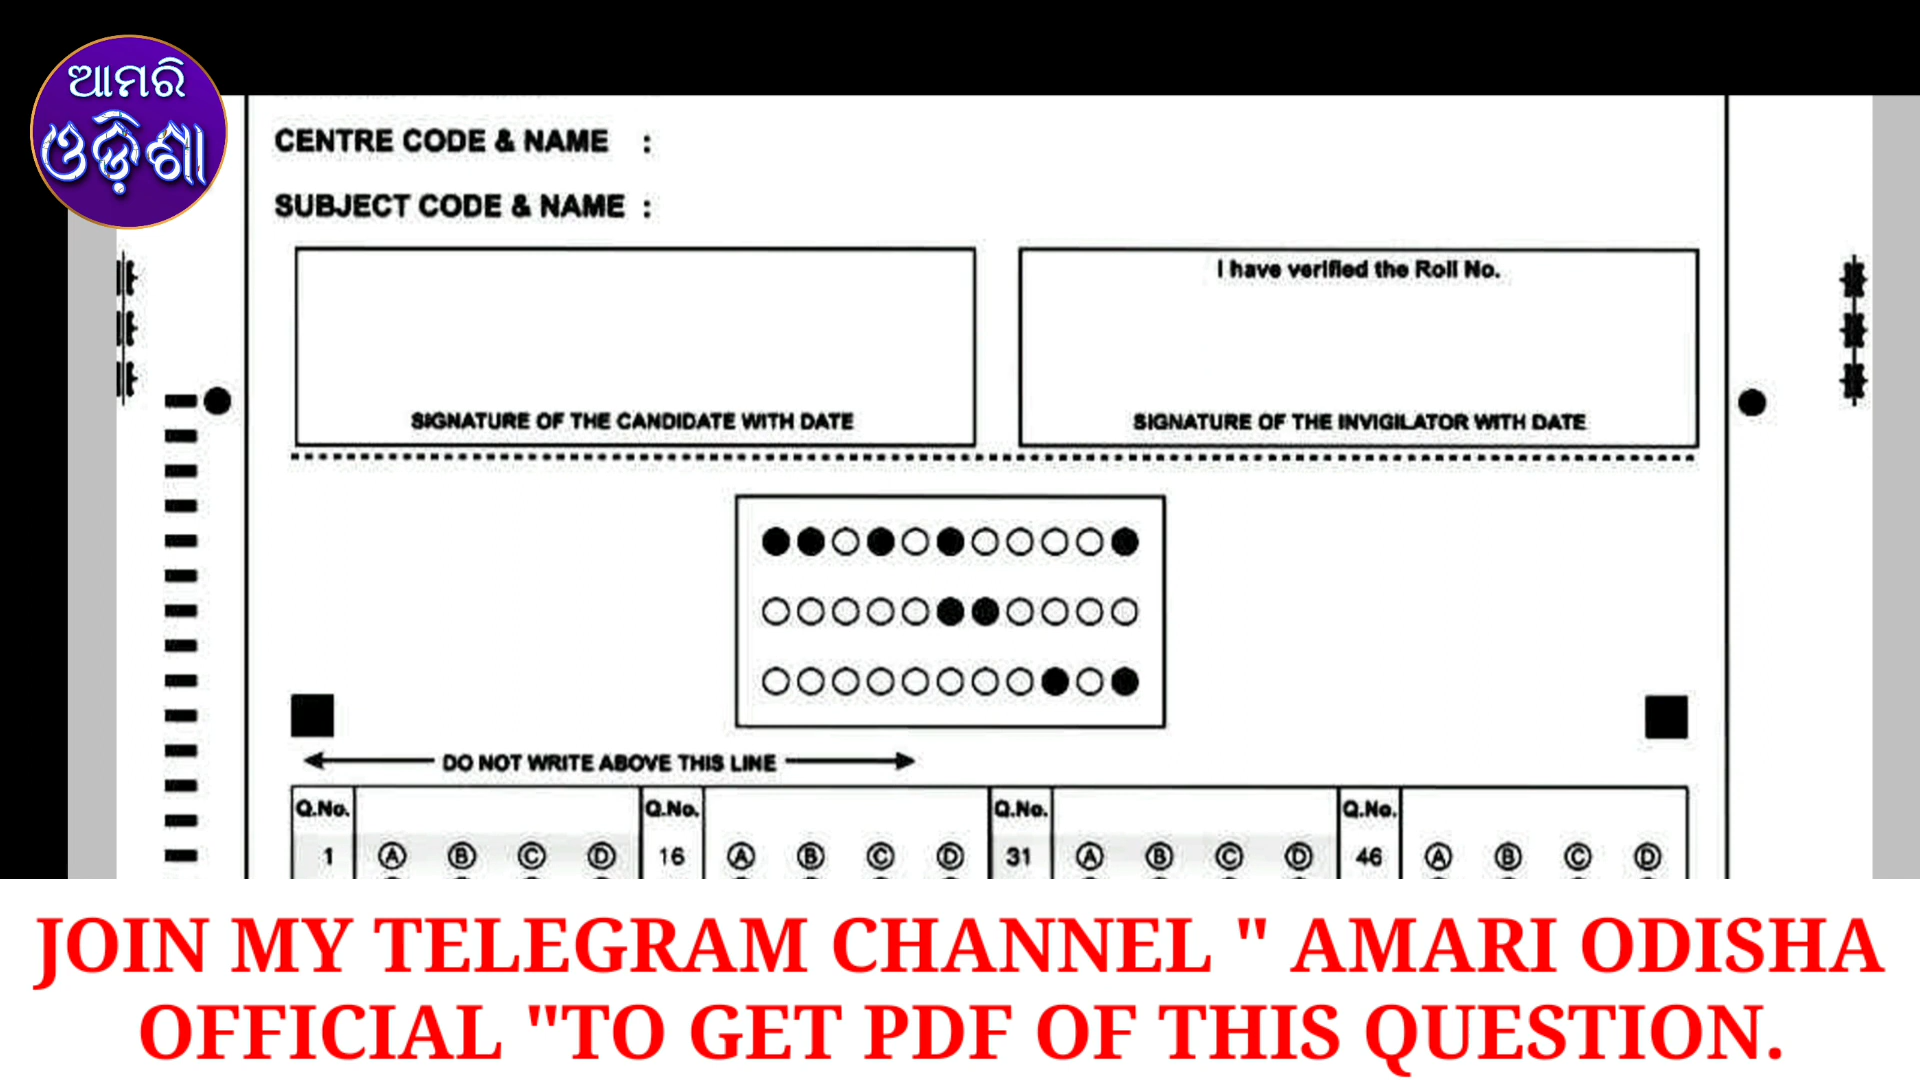 ଆମରି
ଓଡ଼ିଶା
CENTRE CODE & NAME :
SUBJECT CODE & NAME :
I have verified the Roll No.
SIGNATURE OF THE CANDIDATE WITH DATE
SIGNATURE OF THE INVIGILATOR WITH DATE
DO NOT WRITE ABOVE THIS LINE
Q.No. Q.No. Q.No. Q.No.
1 A B C D 16 A B C D 31 A B C D 46 A B C D
JOIN MY TELEGRAM CHANNEL " AMARI ODISHA
OFFICIAL "TO GET PDF OF THIS QUESTION.